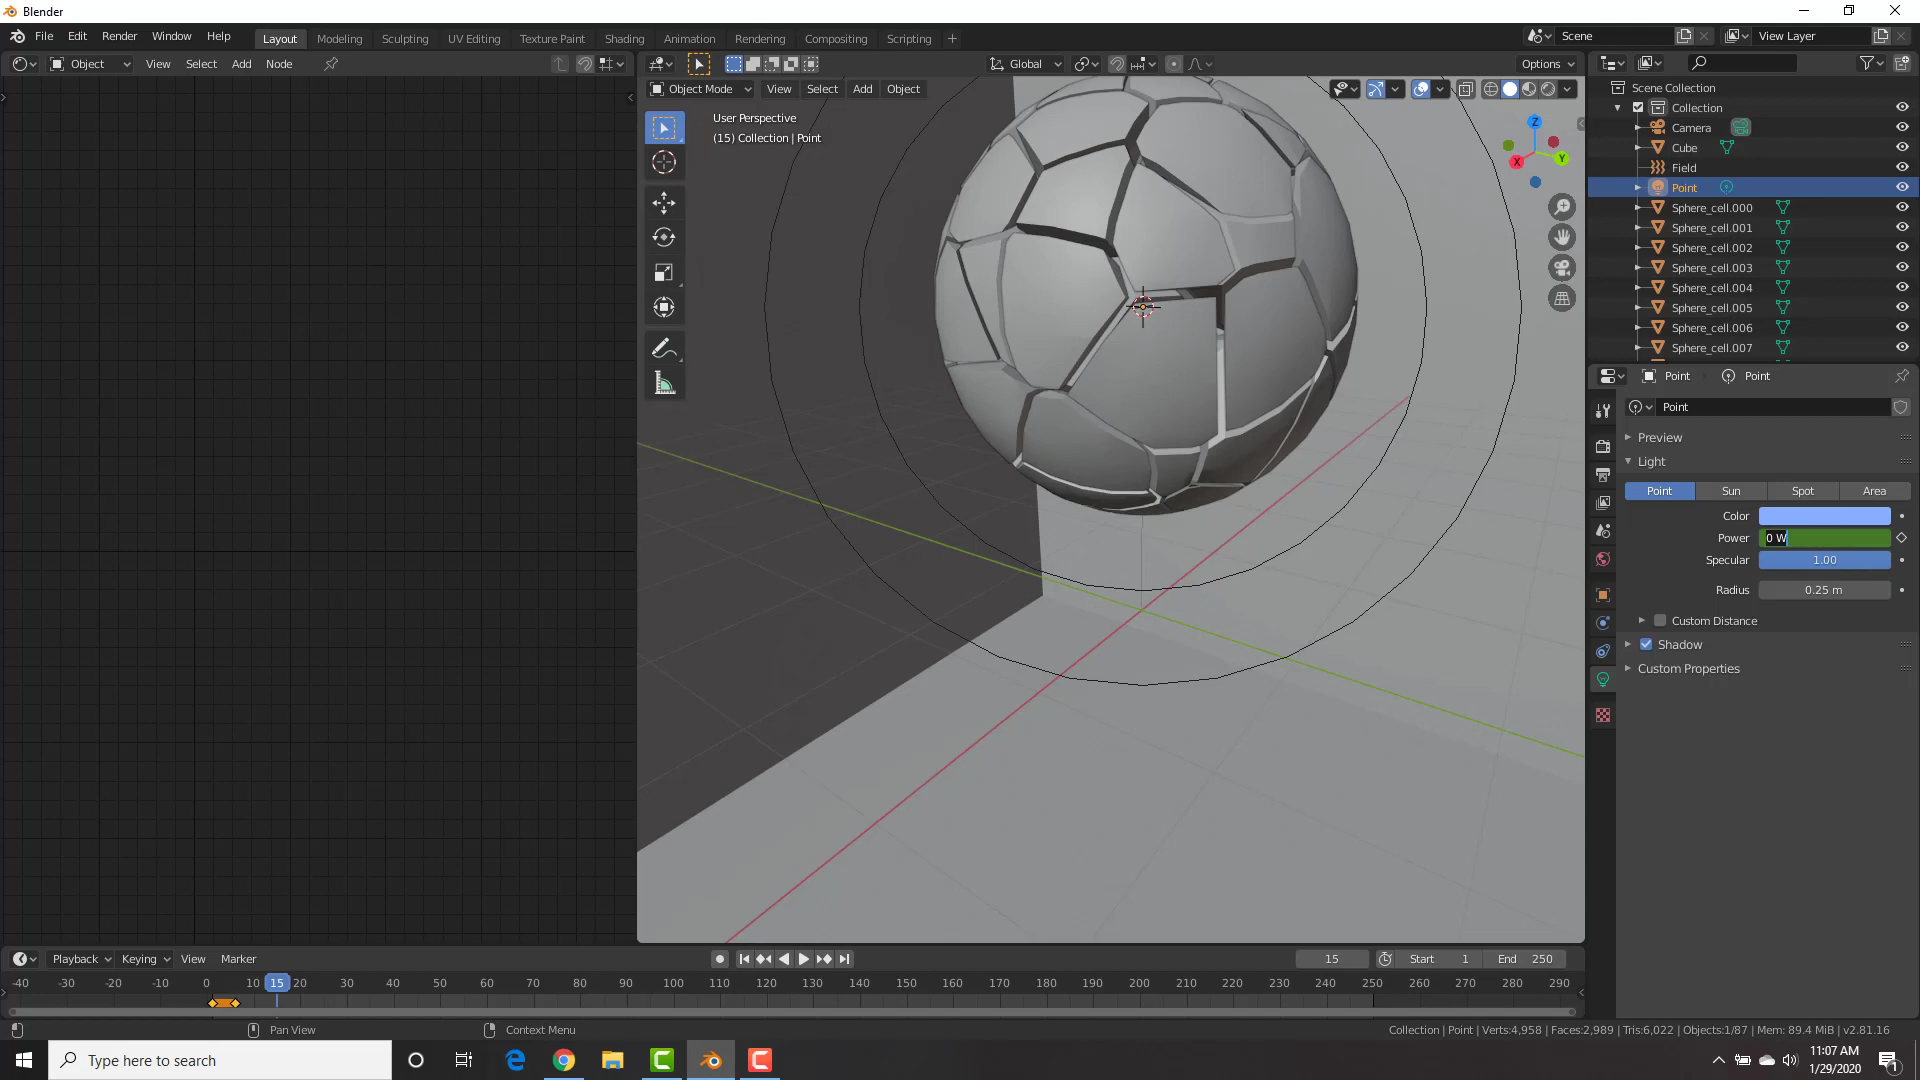 Blender
File Edit Render Window Help Layout Modeling Sculpting UV Editing Texture Paint Shading Animation Rendering Compositing Scripting + Scene View Layer
Object View Select Add Node Global Options
Object Mode View Select Add Object
User Perspective
(15) Collection | Point
Z
X
Y
Scene Collection
Collection
Camera
Cube
Field
Point
Sphere_cell.000
Sphere_cell.001
Sphere_cell.002
Sphere_cell.003
Sphere_cell.004
Sphere_cell.005
Sphere_cell.006
Sphere_cell.007
Point Point
Point
Preview
Light
Point Sun Spot Area
Color
Power 0 W
Specular 1.00
Radius 0.25 m
Custom Distance
Shadow
Custom Properties
Playback Keying View Marker 15 Start 1 End 250
-40 -30 -20 -10 0 10 15 20 30 40 50 60 70 80 90 100 110 120 130 140 150 160 170 180 190 200 210 220 230 240 250 260 270 280 290
Pan View Context Menu Collection | Point | Verts:4,958 | Faces:2,989 | Tris:6,022 | Objects:1/87 | Mem: 89.4 MiB | v2.81.16
Type here to search
11:07 AM
1/29/2020
1